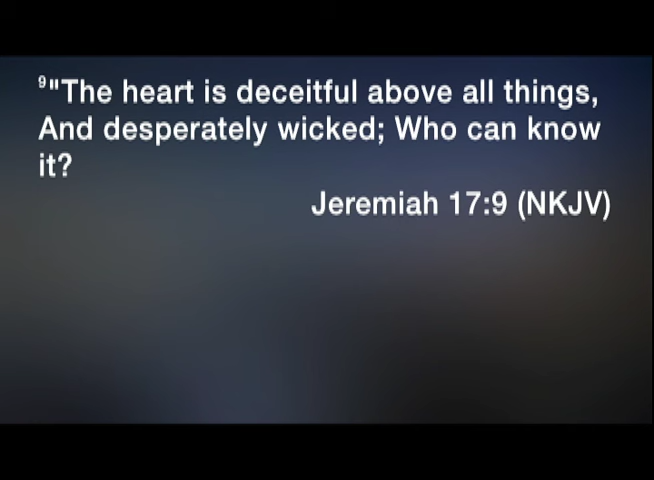 ⁹"The heart is deceitful above all things,
And desperately wicked; Who can know
it?
Jeremiah 17:9 (NKJV)